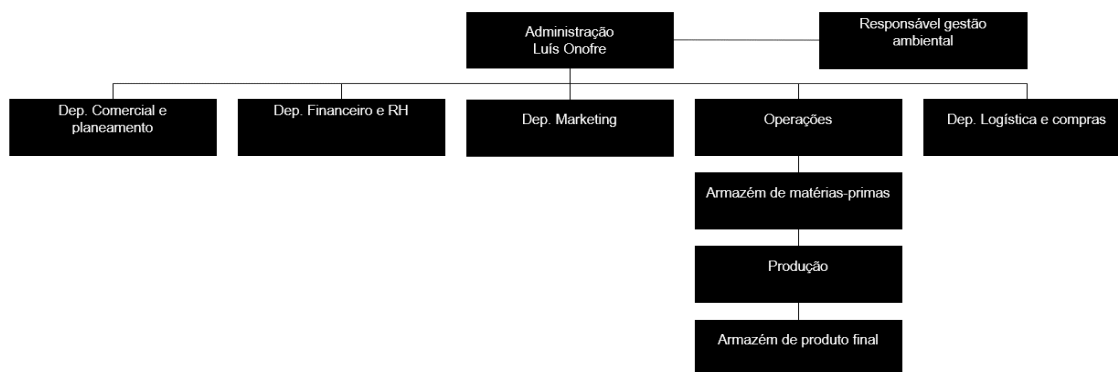 Administração
Luís Onofre
Responsável gestão
ambiental
Dep. Comercial e
planeamento
Dep. Financeiro e RH
Dep. Marketing
Operações
Dep. Logística e compras
Armazém de matérias-primas
Produção
Armazém de produto final